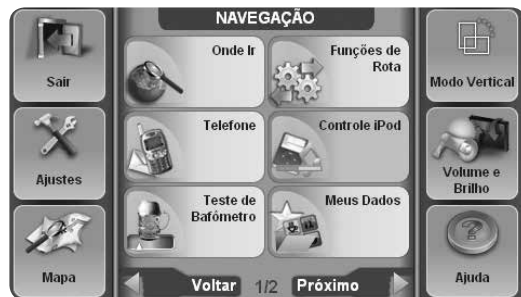 NAVEGAÇÃO
Sair
Onde Ir
Funções de
Rota
Modo Vertical
Ajustes
Telefone
Controle iPod
Volume e
Brilho
Mapa
Teste de
Bafômetro
Meus Dados
Ajuda
Voltar 1/2 Próximo